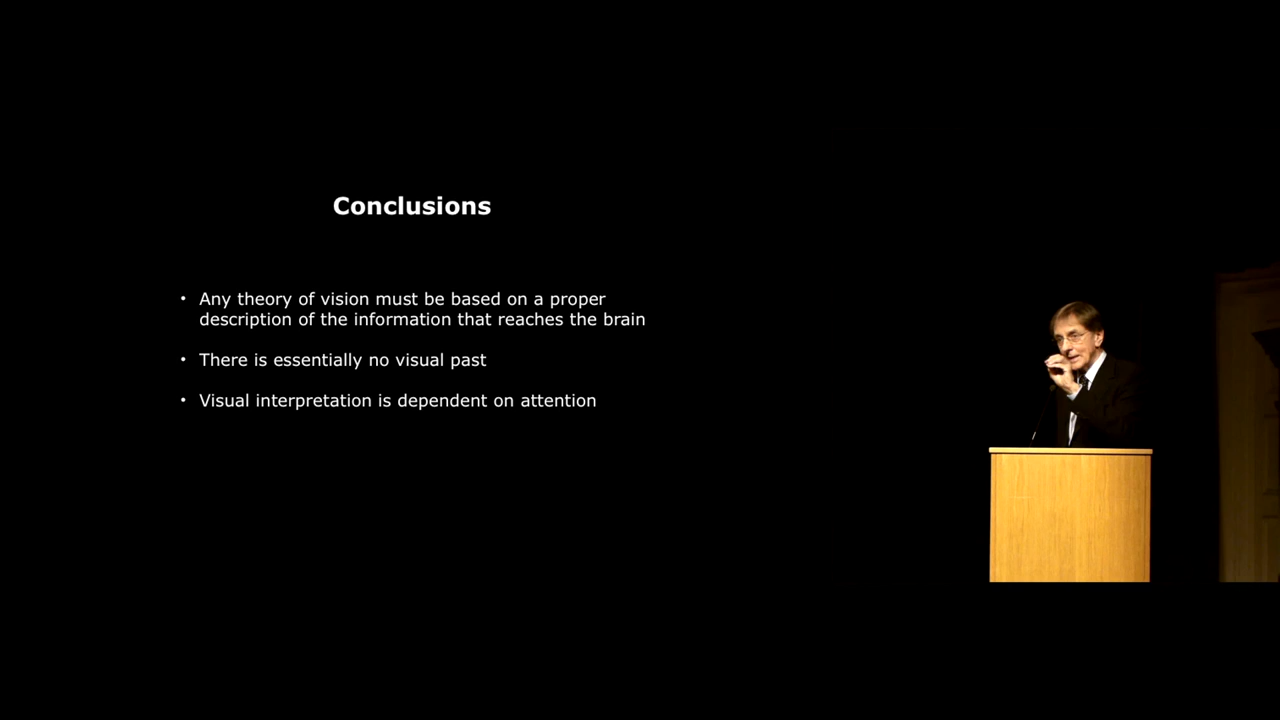 Conclusions
• Any theory of vision must be based on a proper
description of the information that reaches the brain
• There is essentially no visual past
• Visual interpretation is dependent on attention